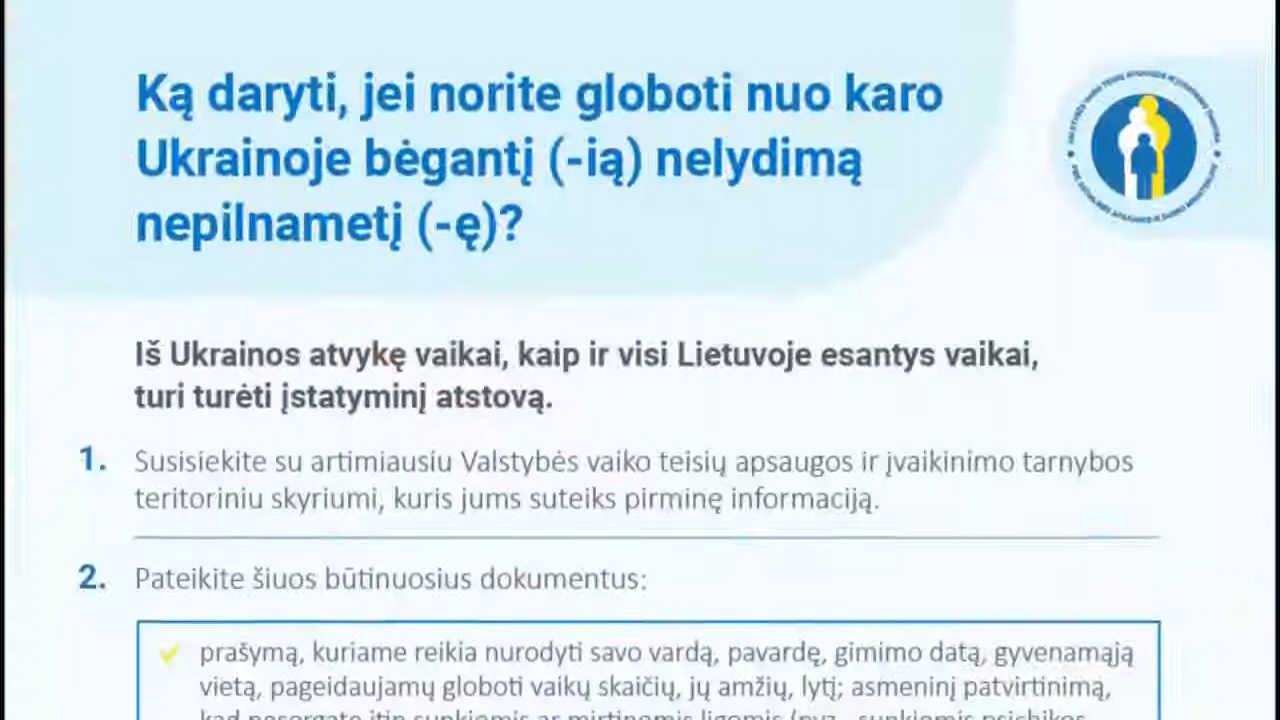 Ką daryti, jei norite globoti nuo karo
Ukrainoje bėgantį (-ią) nelydimą
nepilnametį (-ę)?
Iš Ukrainos atvykę vaikai, kaip ir visi Lietuvoje esantys vaikai,
turi turėti įstatyminį atstovą.
1. Susisiekite su artimiausiu Valstybės vaiko teisių apsaugos ir įvaikinimo tarnybos
teritoriniu skyriumi, kuris jums suteiks pirminę informaciją.
2. Pateikite šiuos būtinuosius dokumentus:
prašymą, kuriame reikia nurodyti savo vardą, pavardę, gimimo datą, gyvenamąją
vietą, pageidaujamų globoti vaikų skaičių, jų amžių, lytį; asmeninį patvirtinimą,